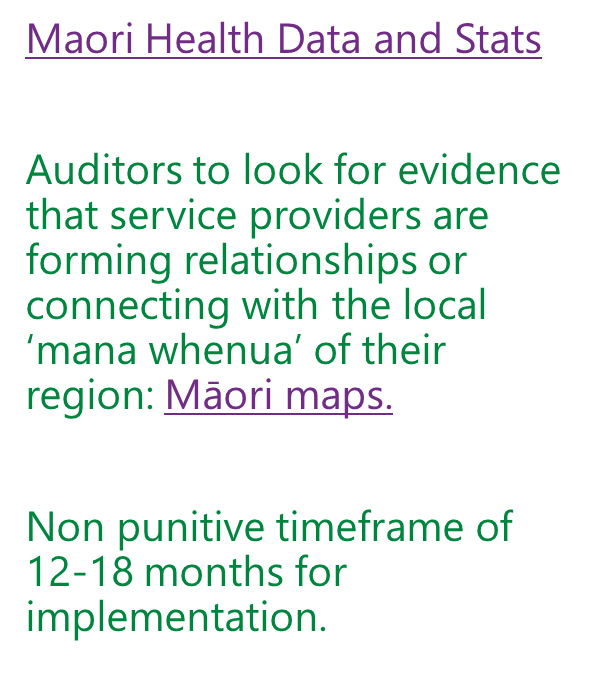 Maori Health Data and Stats
Auditors to look for evidence
that service providers are
forming relationships or
connecting with the local
‘mana whenua’ of their
region: Māori maps.
Non punitive timeframe of
12-18 months for
implementation.